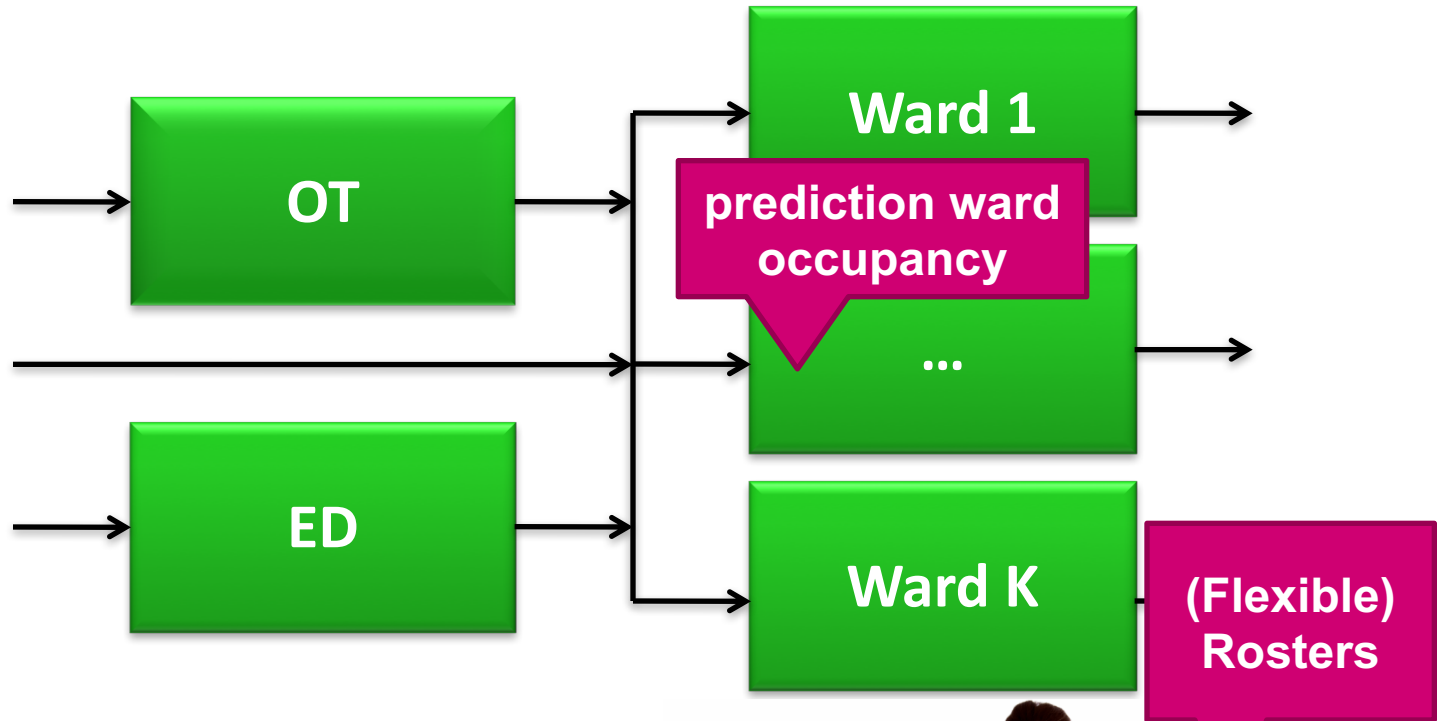 OT
ED
Ward 1
prediction ward
occupancy
...
Ward K
(Flexible)
Rosters